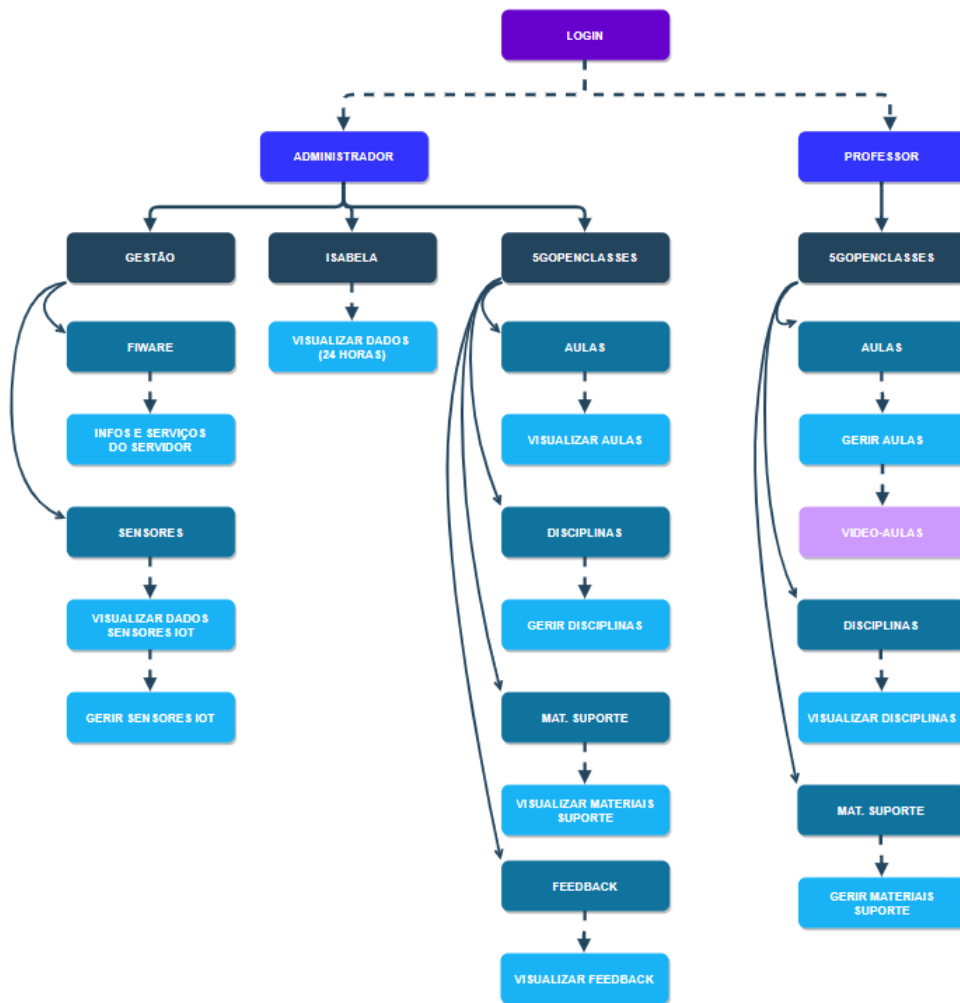 LOGIN
ADMINISTRADOR
PROFESSOR
GESTÃO
ISABELA
5GOPENCLASSES
5GOPENCLASSES
FIWARE
VISUALIZAR DADOS
(24 HORAS)
AULAS
AULAS
INFOS E SERVIÇOS
DO SERVIDOR
VISUALIZAR AULAS
GERIR AULAS
SENSORES
DISCIPLINAS
VIDEO-AULAS
VISUALIZAR DADOS
SENSORES IOT
GERIR DISCIPLINAS
DISCIPLINAS
GERIR SENSORES IOT
MAT. SUPORTE
VISUALIZAR DISCIPLINAS
VISUALIZAR MATERIAIS
SUPORTE
MAT. SUPORTE
FEEDBACK
GERIR MATERIAIS
SUPORTE
VISUALIZAR FEEDBACK